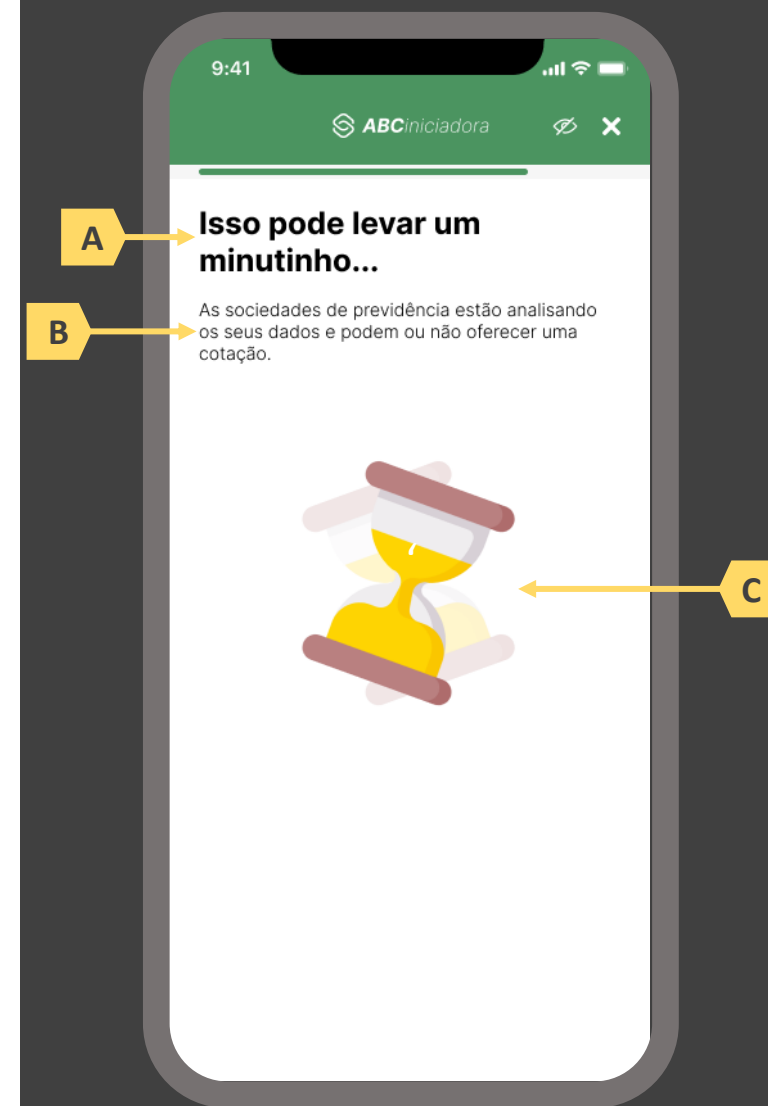 9:41
ABCiniciadora
A
Isso pode levar um
minutinho...
B
As sociedades de previdência estão analisando
os seus dados e podem ou não oferecer uma
cotação.
C